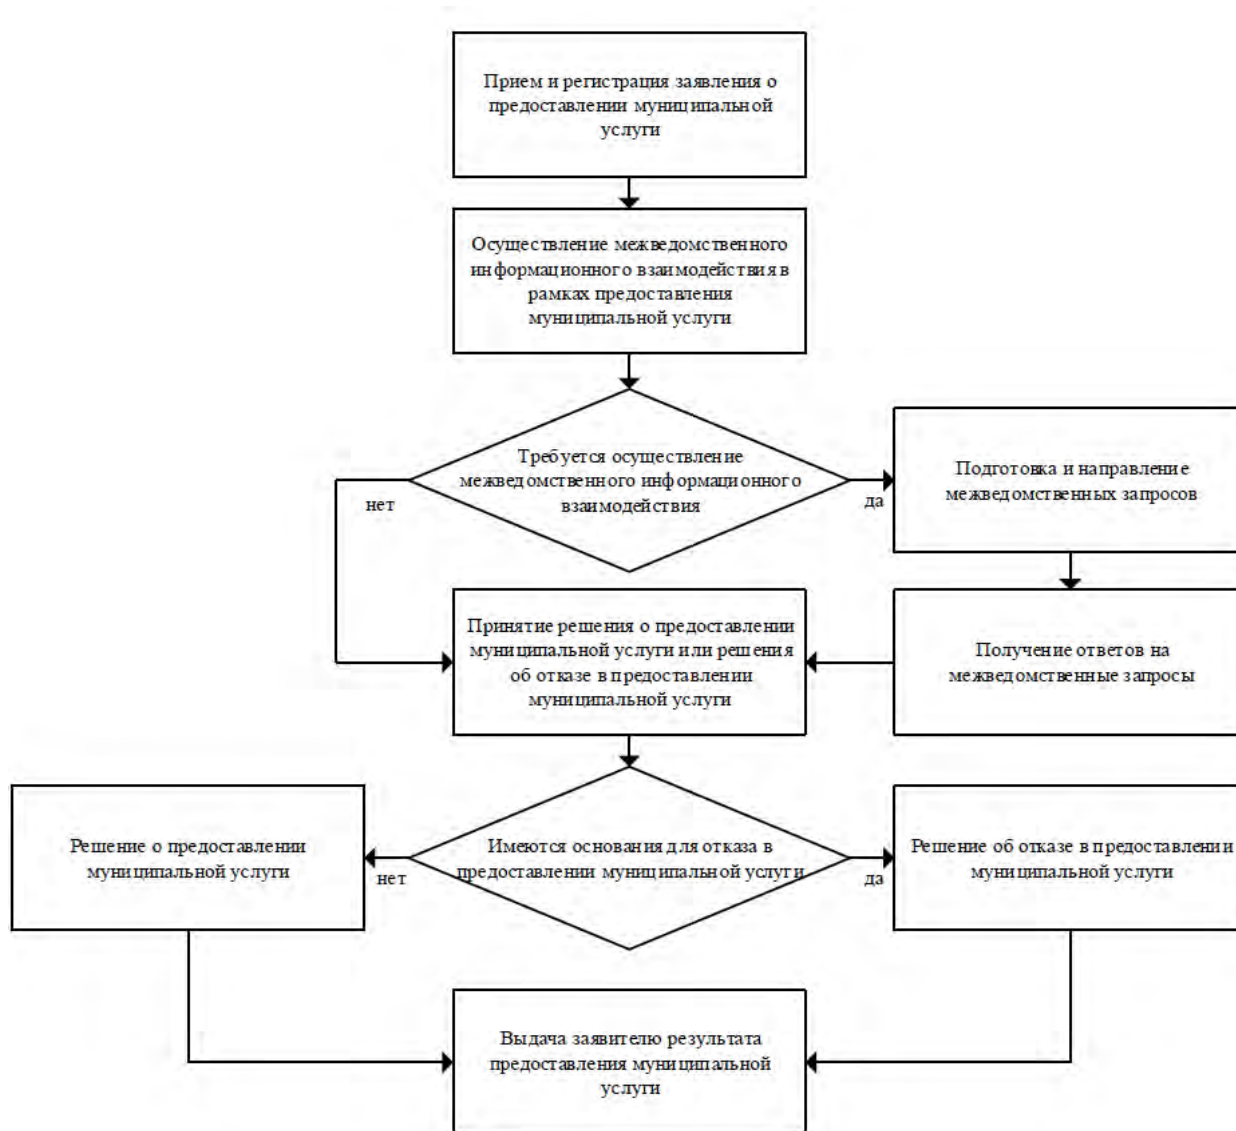 Прием и регистрация заявления о
предоставлении муниципальной
услуги
Осуществление межведомственного
информационного взаимодействия в
рамках предоставления
муниципальной услуги
Требуется осуществление
межведомственного информационного
взаимодействия
нет
да
Подготовка и направление
межведомственных запросов
Принятие решения о предоставлении
муниципальной услуги или решения
об отказе в предоставлении
муниципальной услуги
Получение ответов на
межведомственные запросы
Решение о предоставлении
муниципальной услуги
нет
Имеются основания для отказа в
предоставлении муниципальной услуги
да
Решение об отказе в предоставлении
муниципальной услуги
Выдача заявителю результата
предоставления муниципальной
услуги